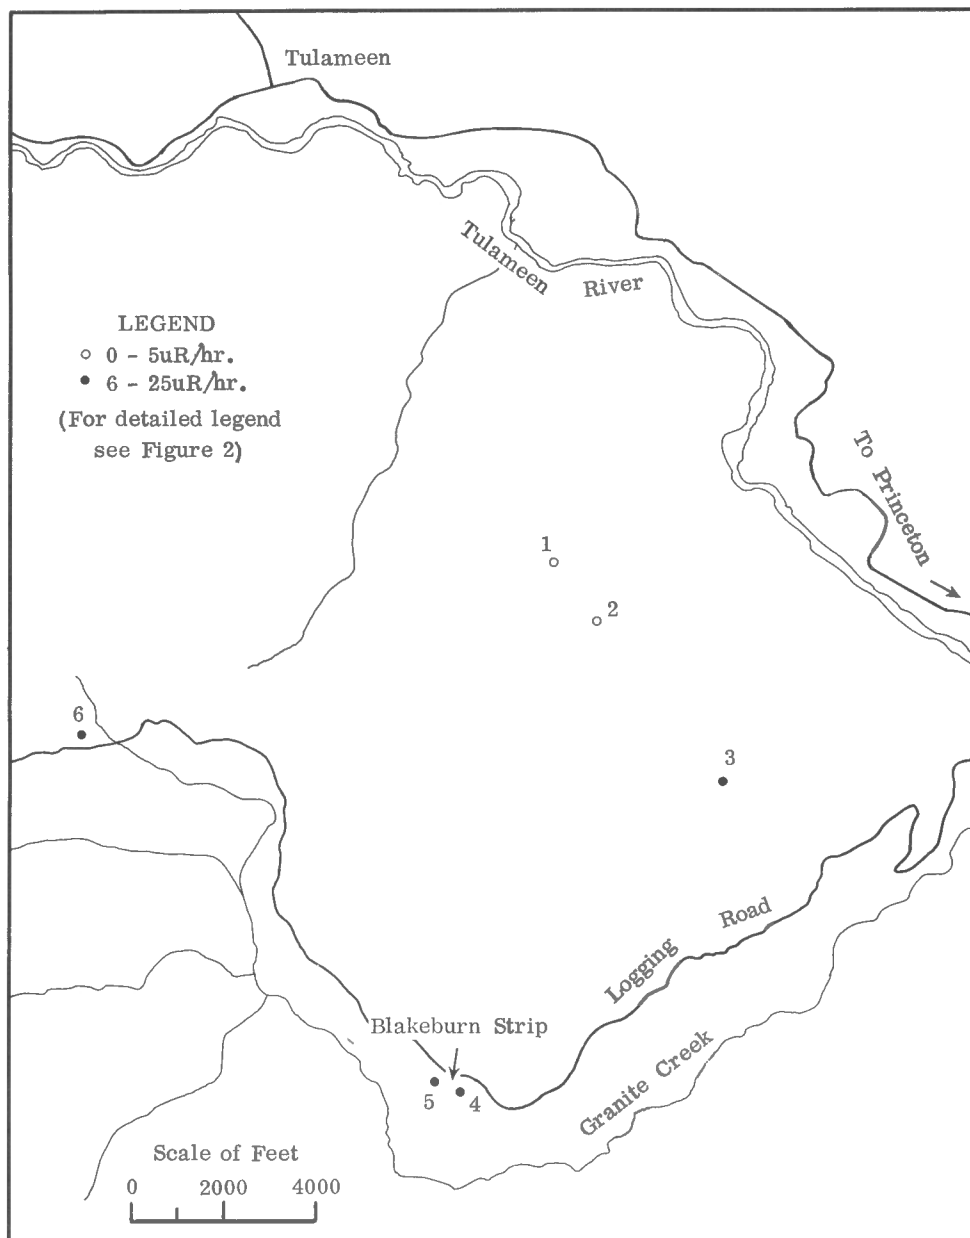 Tulameen
Tulameen
River
LEGEND
0 - 5uR/hr.
6 - 25uR/hr.
(For detailed legend
see Figure 2)
To Princeton
1
2
6
3
Logging Road
Blakeburn Strip
5
4
Granite Creek
Scale of Feet
0 2000 4000